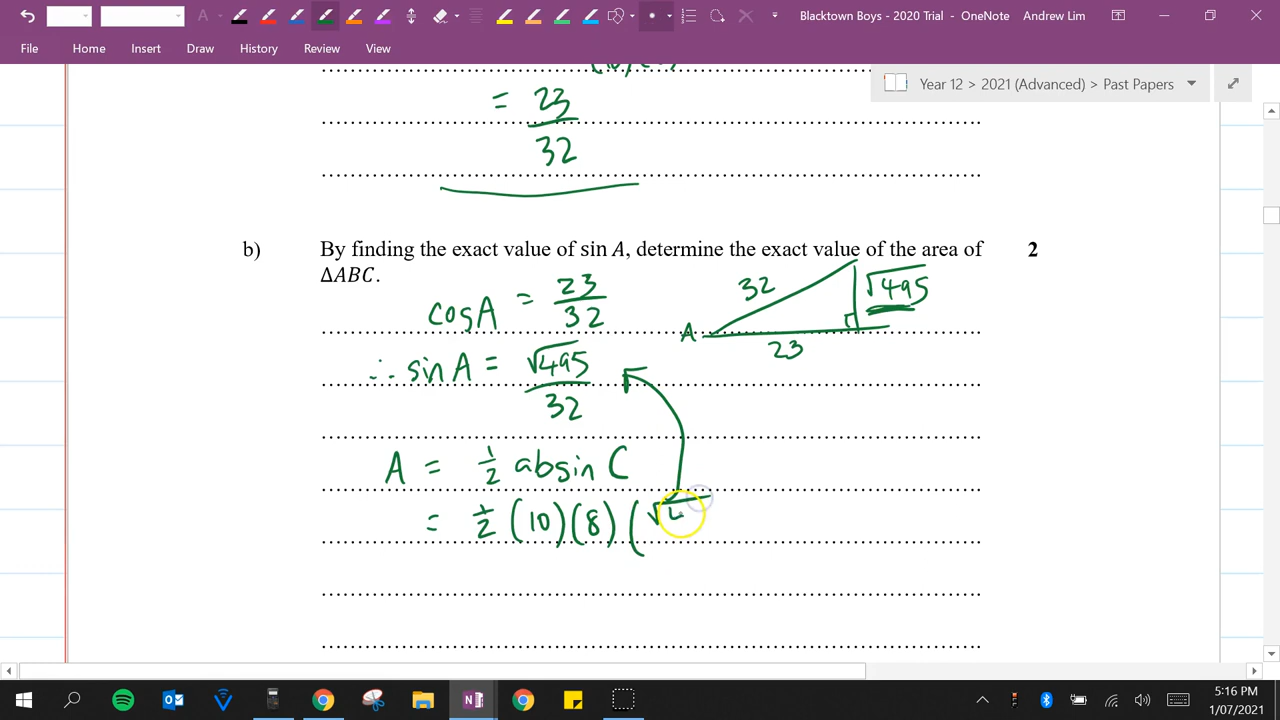 Blacktown Boys - 2020 Trial - OneNote
Andrew Lim
File Home Insert Draw History Review View
Year 12 > 2021 (Advanced) > Past Papers
= 23
32
b) By finding the exact value of sin A, determine the exact value of the area of 2
ΔABC.
cosA = 23
32
32
√495
A
23
∴ sin A = √495
32
A = 1/2 absin C
= 1/2 (10)(8)(√4
5:16 PM
1/07/2021